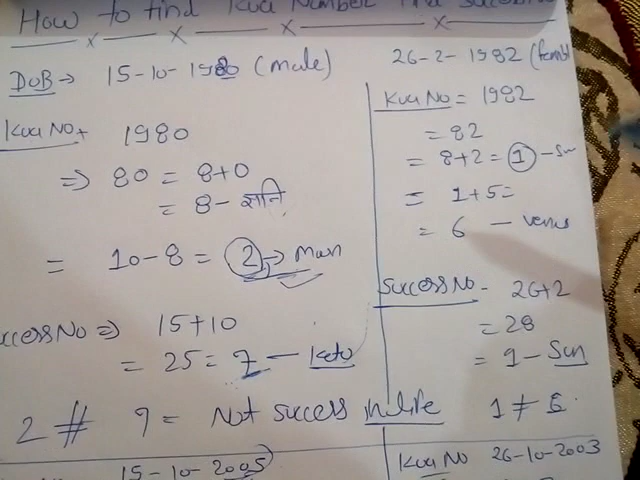 How to find Kua Number And
DOB → 15-10-1980 (male)
Kua No → 1980
⇒ 80 = 8+0
= 8 - शनि
= 10-8 = 2 → Moon
Success No ⇒ 15+10
= 25 = 7 - Ketu
2 # 7 = Not success in life
15-10-2005
26-2-1982 (female
Kua No = 1982
= 82
= 8+2 = 1 - Sun
= 1+5=
= 6 - venus
Success No - 26+2
= 28
= 1 - Sun
1 ≠ 6.
Kua No 26-10-2003